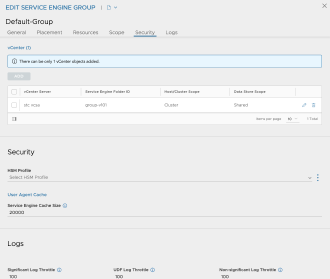 EDIT SERVICE ENGINE GROUP
Default-Group
General Placement Resources Scope Security Logs
vCenter (1)
There can be only 1 vCenter objects added.
vCenter Server Service Engine Folder ID Host/Cluster Scope Data Store Scope
group-v101 Cluster Shared
Items per page 10 1 Total
Security
HSM Profile
Select HSM Profile
User Agent Cache
Service Engine Cache Size
20000
Logs
Significant Log Throttle UDF Log Throttle Non-significant Log Throttle
100 100 100